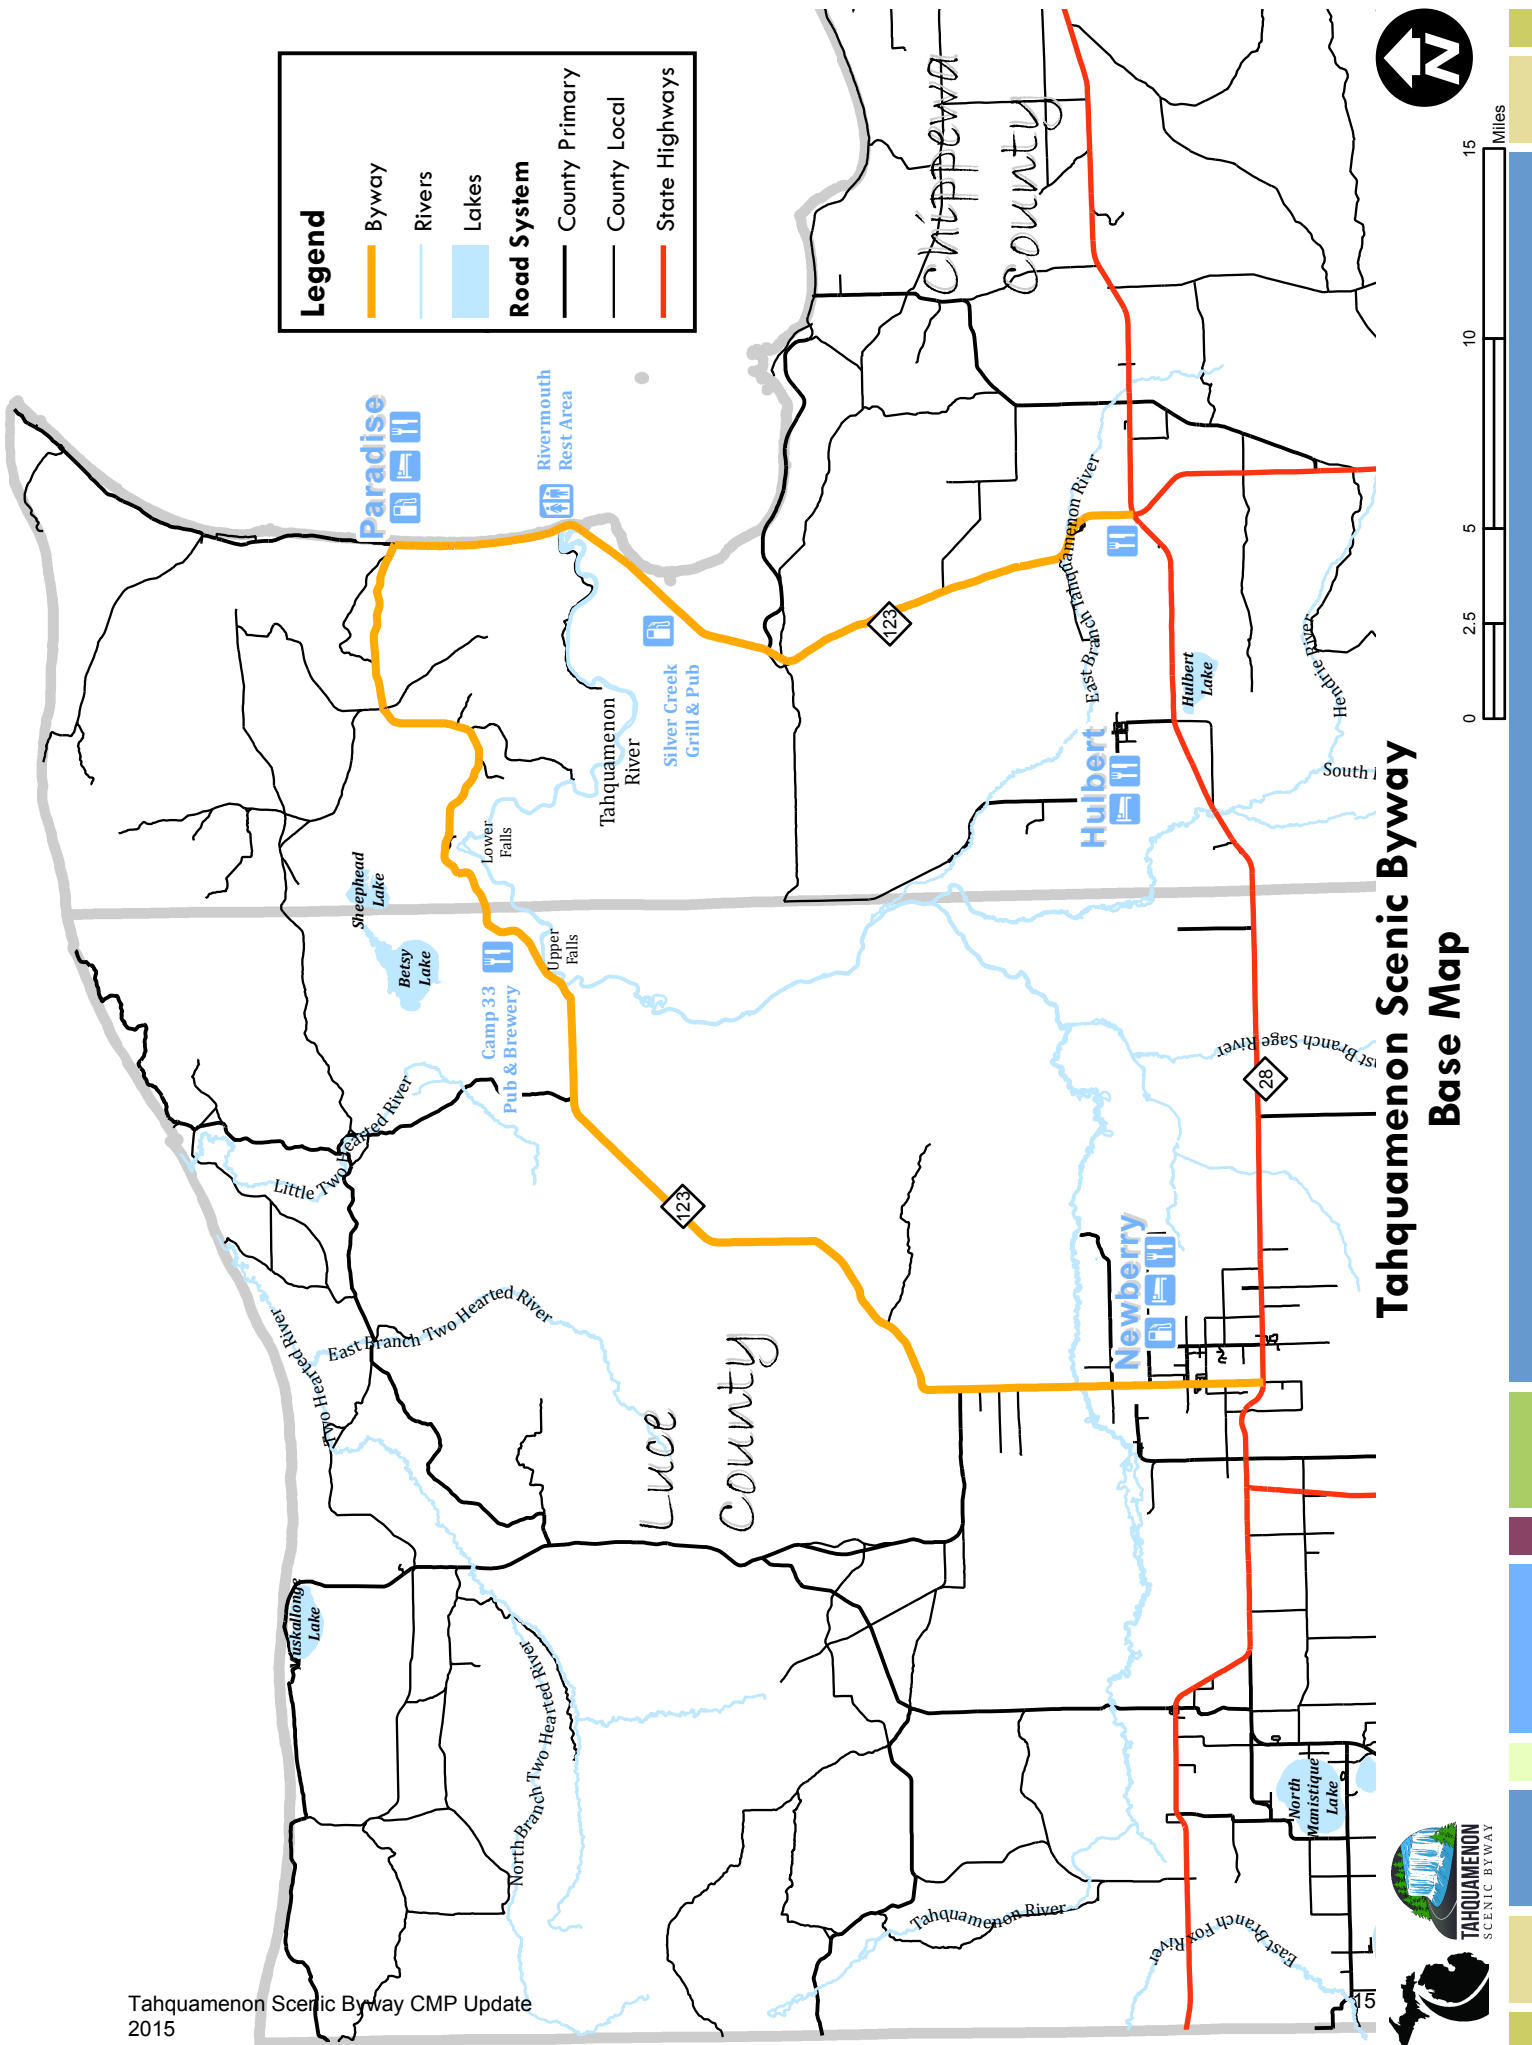 Legend
Byway
Rivers
Lakes
Road System
County Primary
County Local
State Highways
Paradise
Rivermouth
Rest Area
Silver Creek
Grill & Pub
Tahquamenon
River
Lower
Falls
Upper
Falls
Camp 33
Pub & Brewery
Sheephead
Lake
Betsy
Lake
Little Two Hearted River
Two Hearted River
East Branch Two Hearted River
Muskallonge
Lake
North Branch Two Hearted River
Luce
County
Chippewa
County
123
123
28
East Branch Tahquamenon River
Hulbert
Hulbert
Lake
Hendrie River
South
Newberry
st Branch Sage River
Tahquamenon River
East Branch Fox River
North
Manistique
Lake
Tahquamenon Scenic Byway
Base Map
0 2.5 5 10 15
Miles
N
TAHQUAMENON
SCENIC BYWAY
Tahquamenon Scenic Byway CMP Update
2015
15